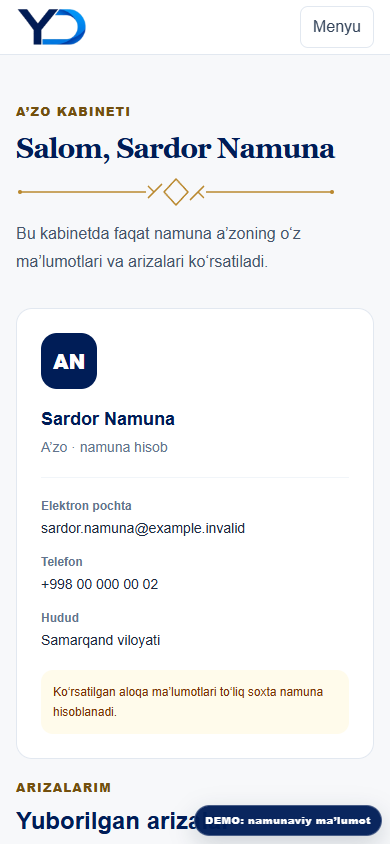 YD
Menyu
A’ZO KABINETI
Salom, Sardor Namuna
Bu kabinetda faqat namuna a’zoning o‘z
ma’lumotlari va arizalari ko‘rsatiladi.
AN
Sardor Namuna
A’zo · namuna hisob
Elektron pochta
sardor.namuna@example.invalid
Telefon
+998 00 000 00 02
Hudud
Samarqand viloyati
Ko‘rsatilgan aloqa ma’lumotlari to‘liq soxta namuna
hisoblanadi.
ARIZALARIM
Yuborilgan
DEMO: namunaviy ma’lumot